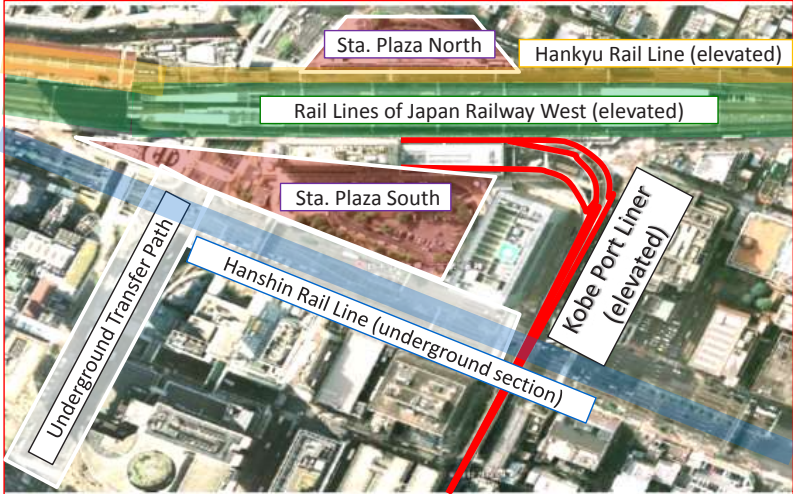 Sta. Plaza North
Hankyu Rail Line (elevated)
Rail Lines of Japan Railway West (elevated)
Sta. Plaza South
Kobe Port Liner
(elevated)
Hanshin Rail Line (underground section)
Underground Transfer Path